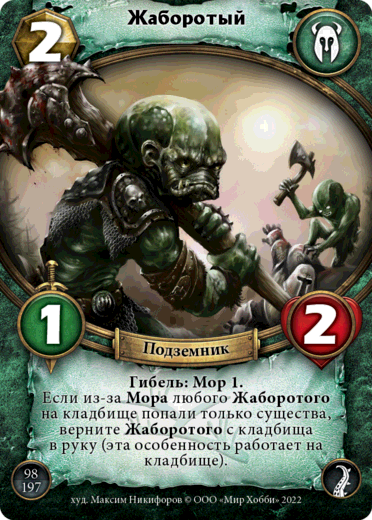 Жаборотый
2
1
2
Подземник
Гибель: Мор 1.
Если из-за Мора любого Жаборотого
на кладбище попали только существа,
верните Жаборотого с кладбища
в руку (эта особенность работает на
кладбище).
98
197
худ. Максим Никифоров © ООО «Мир Хобби» 2022